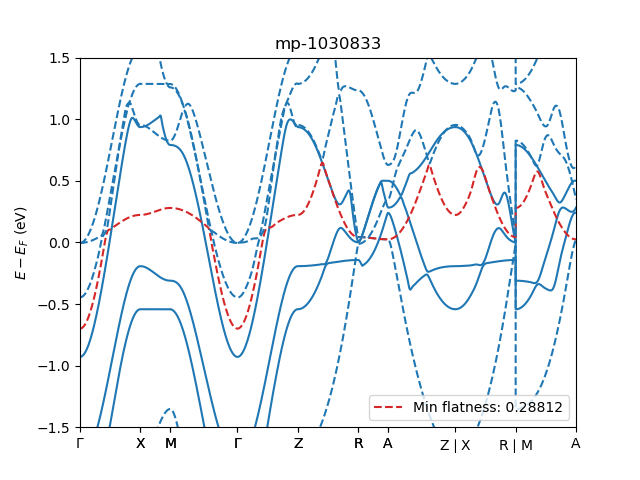 mp-1030833
E − E_F (eV)
1.5
1.0
0.5
0.0
−0.5
−1.0
−1.5
Min flatness: 0.28812
Γ X M Γ Z R A Z | X R | M A